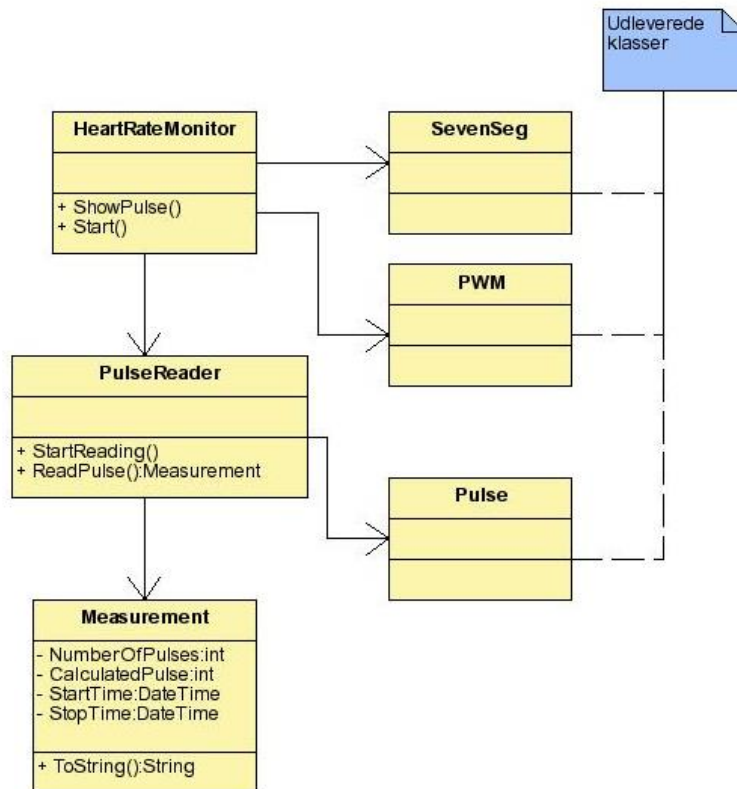 Udleverede
klasser
HeartRateMonitor
+ ShowPulse()
+ Start()
SevenSeg
PWM
PulseReader
+ StartReading()
+ ReadPulse():Measurement
Pulse
Measurement
- NumberOfPulses:int
- CalculatedPulse:int
- StartTime:DateTime
- StopTime:DateTime
+ ToString():String